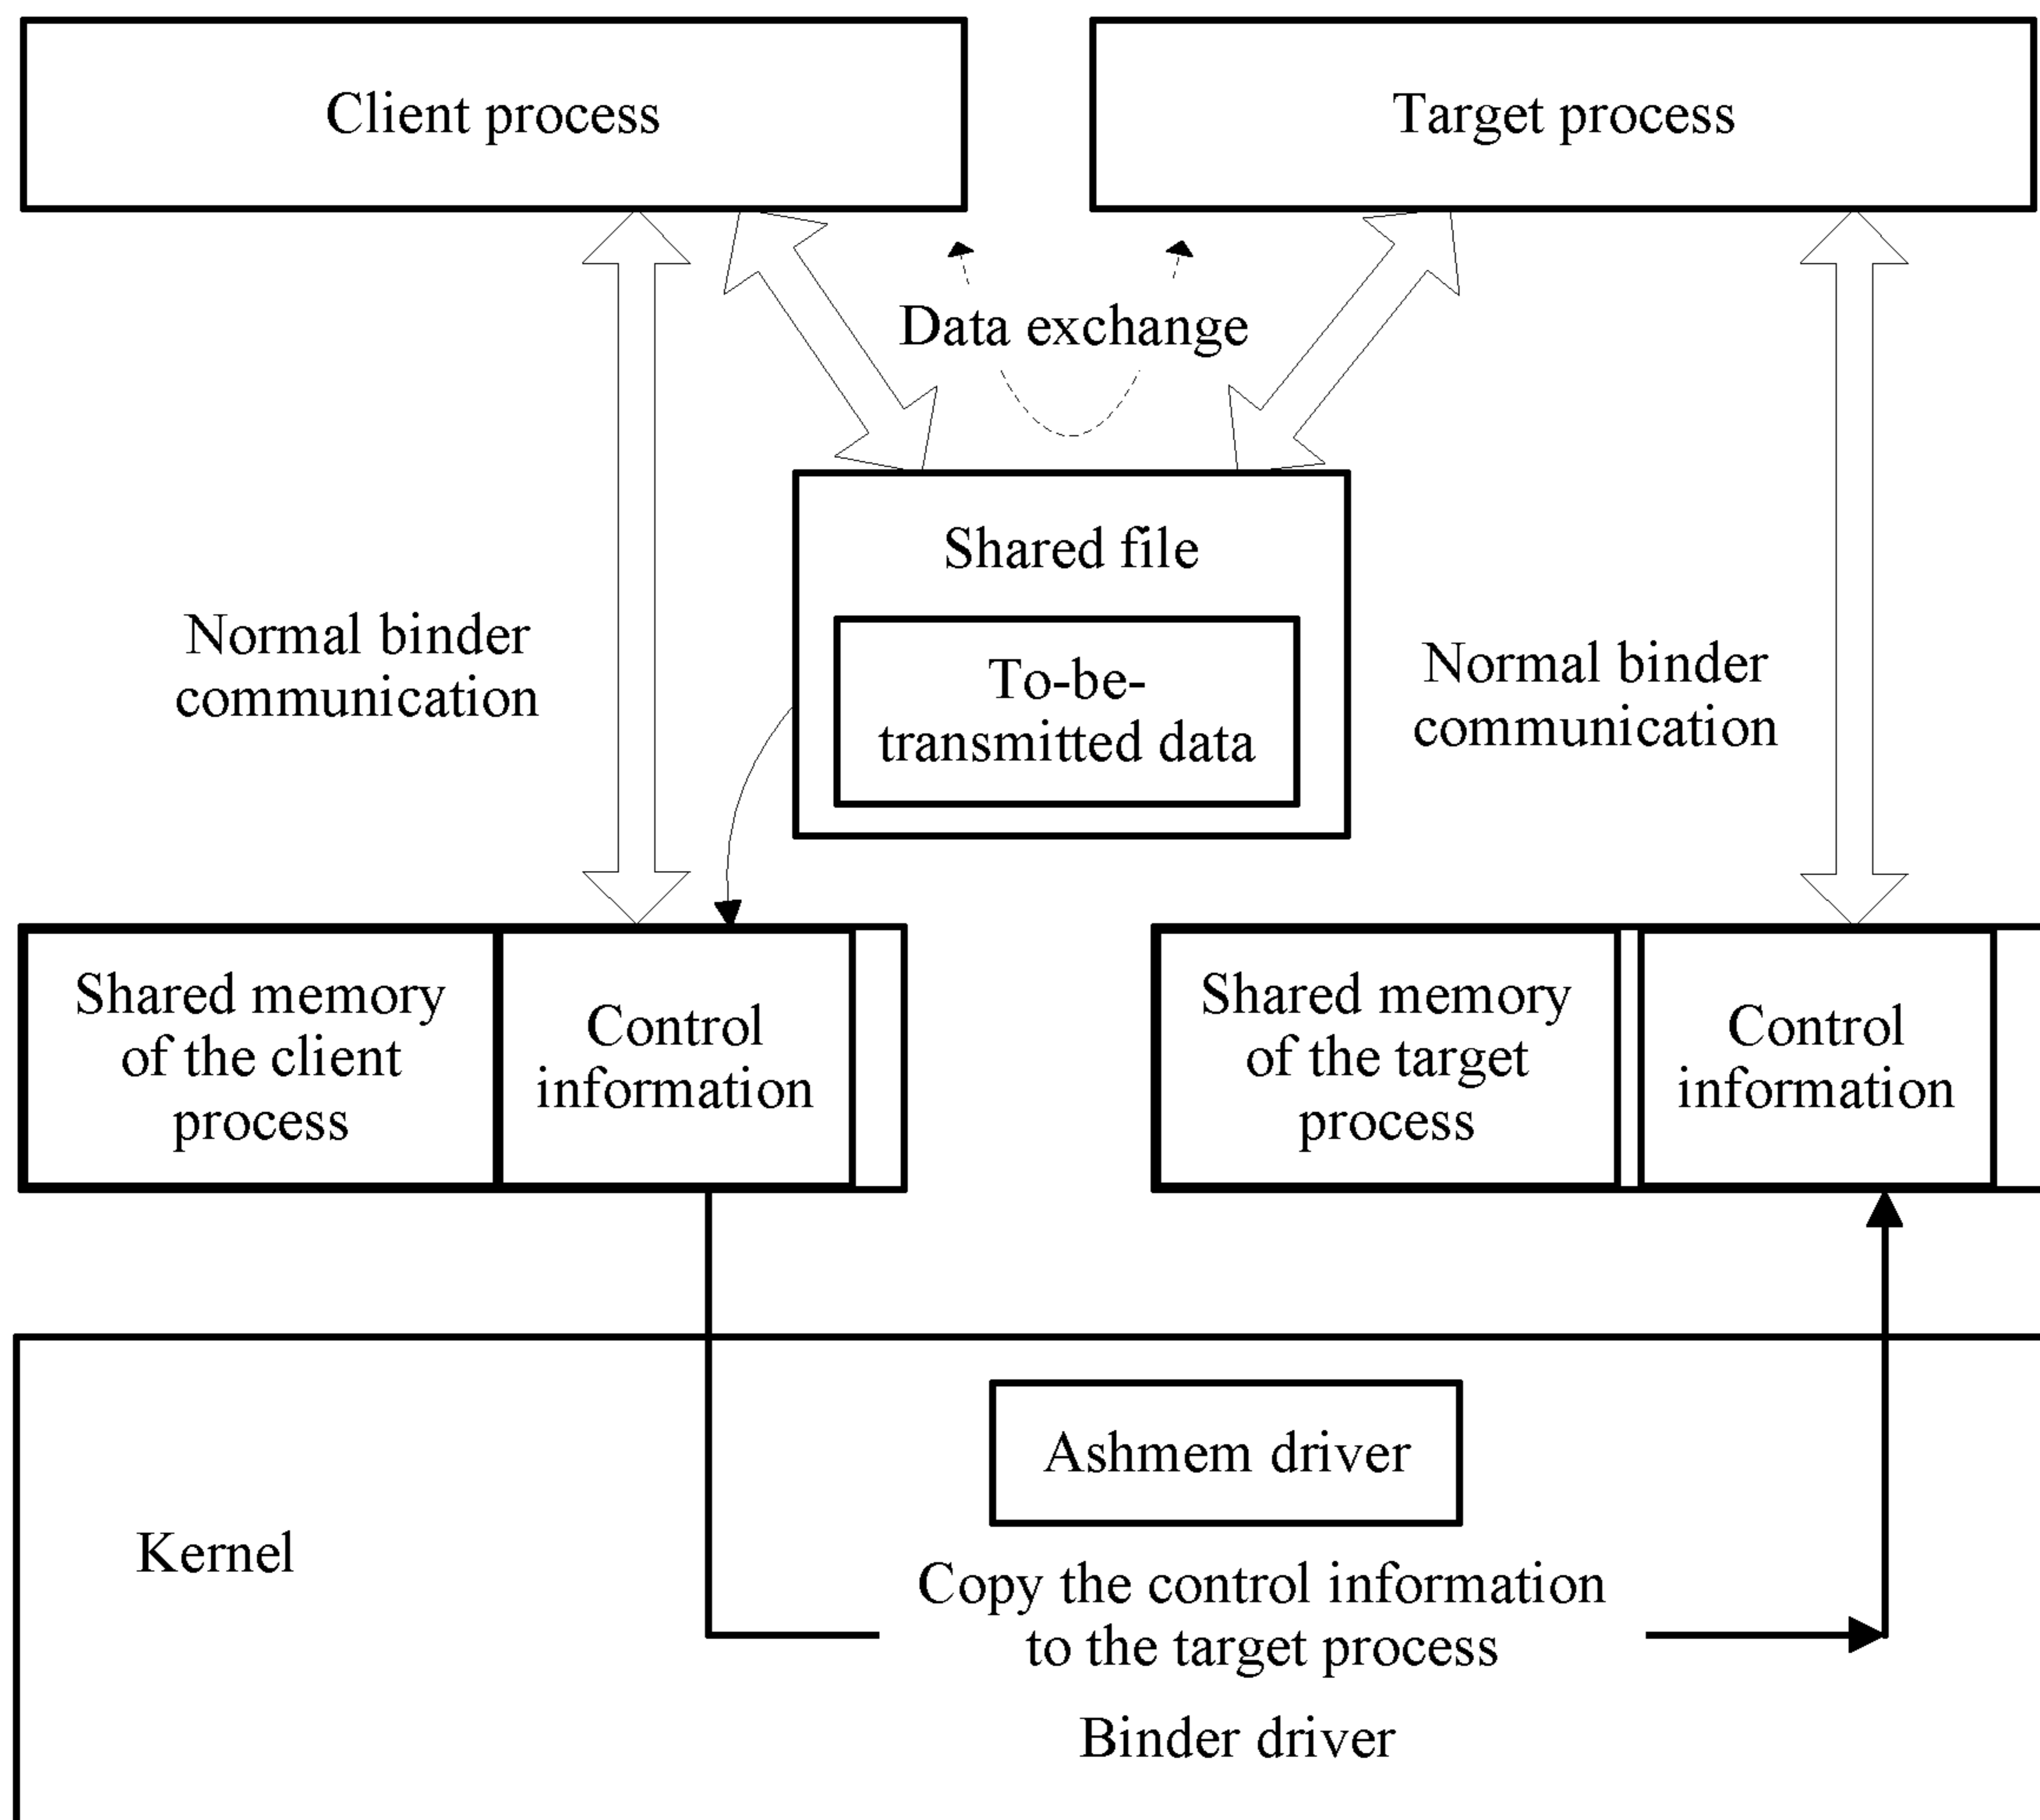 Client process
Target process
Data exchange
Shared file
To-be-
transmitted data
Normal binder
communication
Normal binder
communication
Shared memory
of the client
process
Control
information
Shared memory
of the target
process
Control
information
Ashmem driver
Kernel
Copy the control information
to the target process
Binder driver